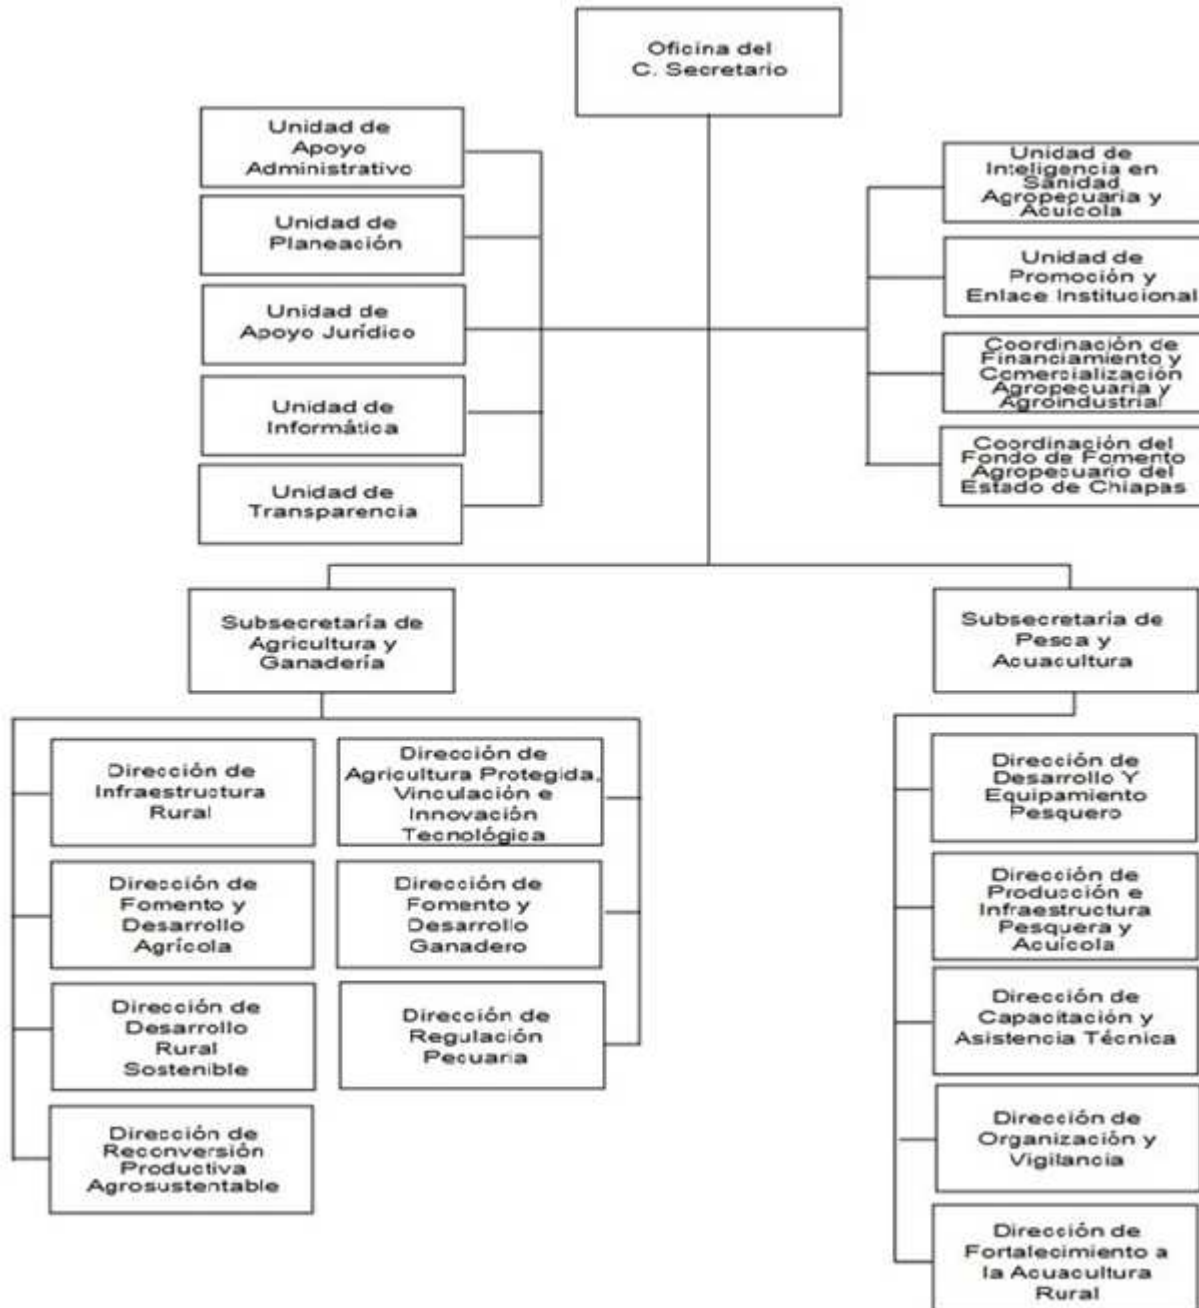 Oficina del
C. Secretario
Unidad de
Apoyo
Administrativo
Unidad de
Planeación
Unidad de
Apoyo Jurídico
Unidad de
Informática
Unidad de
Transparencia
Unidad de
Inteligencia en
Sanidad
Agropecuaria y
Acuícola
Unidad de
Promoción y
Enlace Institucional
Coordinación de
Financiamiento y
Comercialización
Agropecuaria y
Agroindustrial
Coordinación del
Fondo de Fomento
Agropecuario del
Estado de Chiapas
Subsecretaría de
Agricultura y
Ganadería
Subsecretaría de
Pesca y
Acuacultura
Dirección de
Infraestructura
Rural
Dirección de
Agricultura Protegida,
Vinculación e
Innovación
Tecnológica
Dirección de
Fomento y
Desarrollo
Agrícola
Dirección de
Fomento y
Desarrollo
Ganadero
Dirección de
Desarrollo
Rural
Sostenible
Dirección de
Regulación
Pecuaria
Dirección de
Reconversión
Productiva
Agrosustentable
Dirección de
Desarrollo Y
Equipamiento
Pesquero
Dirección de
Producción e
Infraestructura
Pesquera y
Acuícola
Dirección de
Capacitación y
Asistencia Técnica
Dirección de
Organización y
Vigilancia
Dirección de
Fortalecimiento a
la Acuacultura
Rural